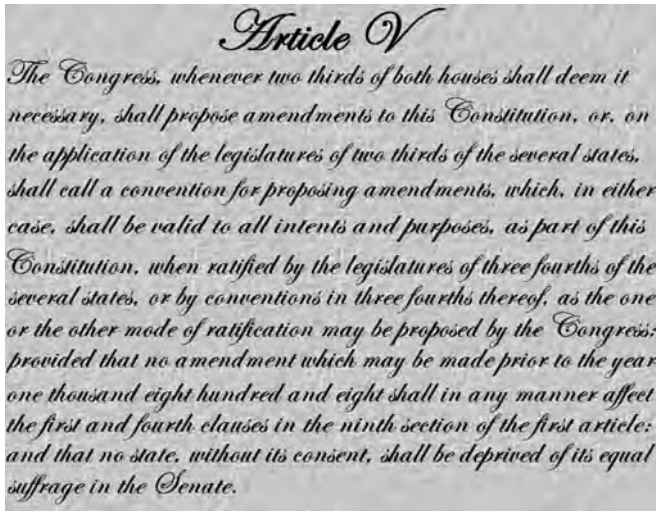 Article V
The Congress, whenever two thirds of both houses shall deem it
necessary, shall propose amendments to this Constitution, or, on
the application of the legislatures of two thirds of the several states,
shall call a convention for proposing amendments, which, in either
case, shall be valid to all intents and purposes, as part of this
Constitution, when ratified by the legislatures of three fourths of the
several states, or by conventions in three fourths thereof, as the one
or the other mode of ratification may be proposed by the Congress;
provided that no amendment which may be made prior to the year
one thousand eight hundred and eight shall in any manner affect
the first and fourth clauses in the ninth section of the first article;
and that no state, without its consent, shall be deprived of its equal
suffrage in the Senate.